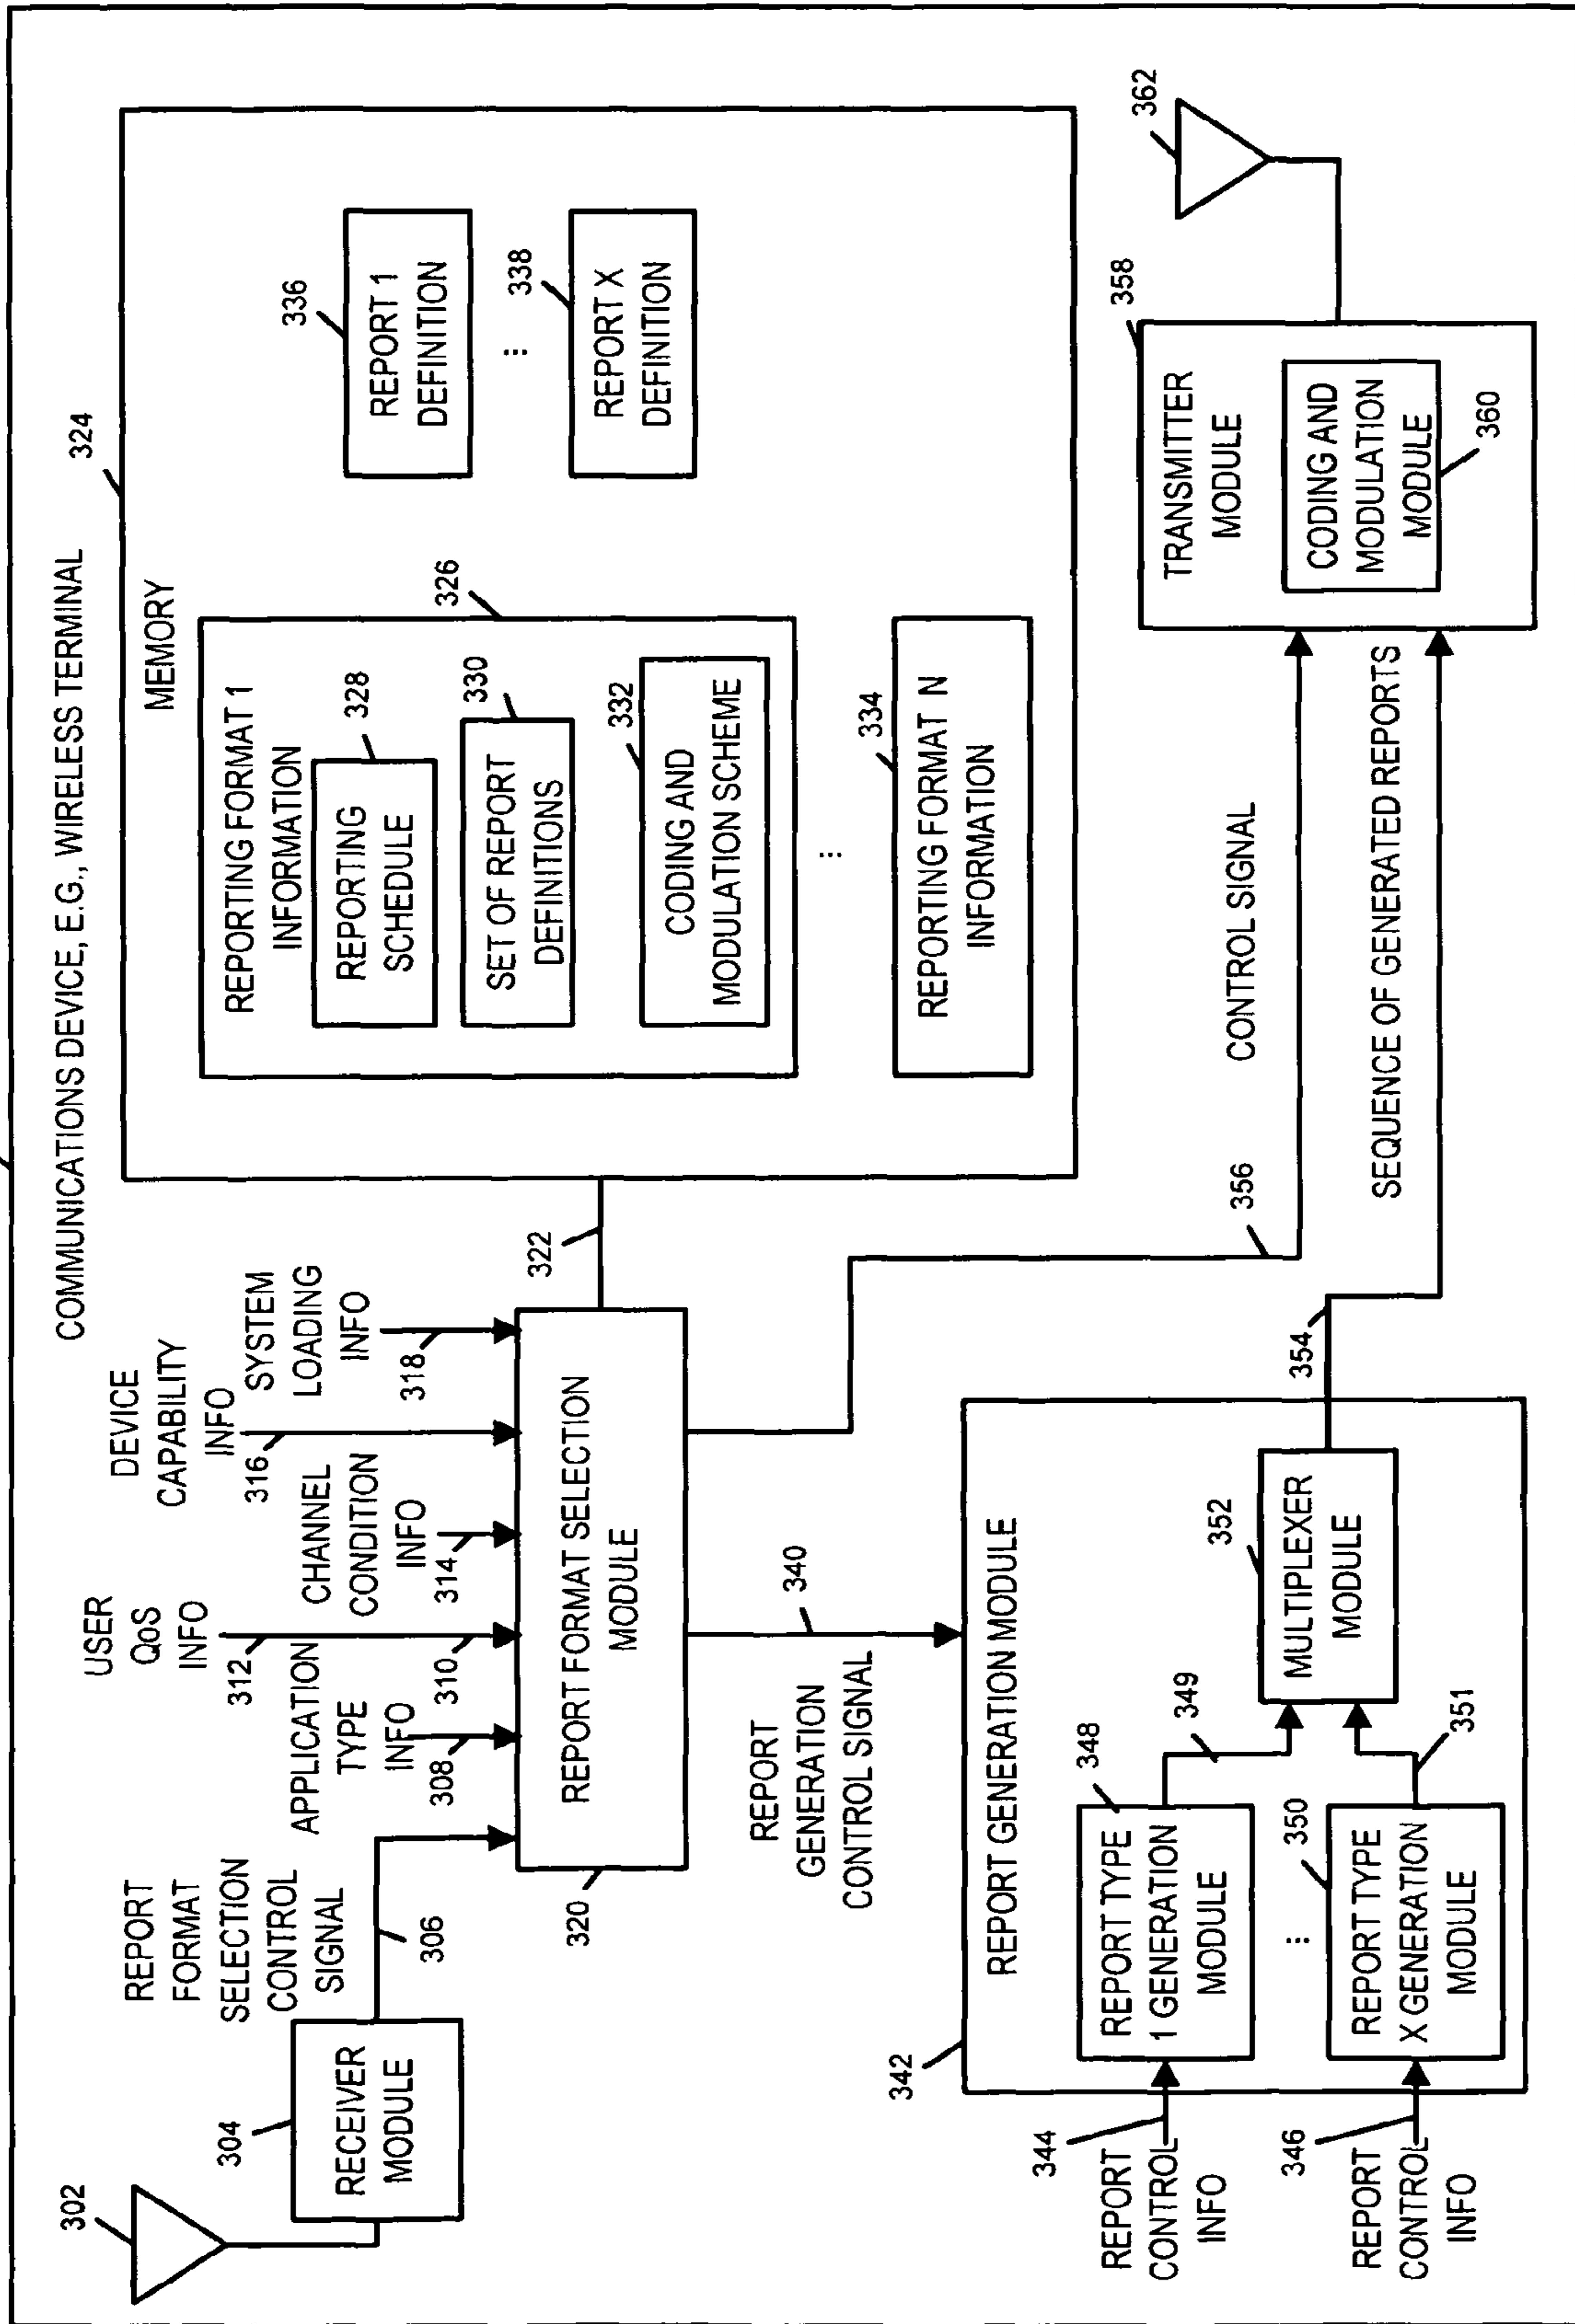 COMMUNICATIONS DEVICE, E.G., WIRELESS TERMINAL
302
304
RECEIVER
MODULE
REPORT
FORMAT
SELECTION
CONTROL
SIGNAL
306
APPLICATION
TYPE
INFO
308
USER
QoS
INFO
312
310
CHANNEL
CONDITION
INFO
314
DEVICE
CAPABILITY
INFO
316
SYSTEM
LOADING
INFO
318
320
REPORT FORMAT SELECTION
MODULE
322
324
MEMORY
326
REPORTING FORMAT 1
INFORMATION
328
REPORTING
SCHEDULE
330
SET OF REPORT
DEFINITIONS
332
CODING AND
MODULATION SCHEME
...
334
REPORTING FORMAT N
INFORMATION
336
REPORT 1
DEFINITION
...
338
REPORT X
DEFINITION
REPORT
GENERATION
CONTROL SIGNAL
340
342
REPORT GENERATION MODULE
344
REPORT
CONTROL
INFO
348
REPORT TYPE
1 GENERATION
MODULE
349
...
346
REPORT
CONTROL
INFO
350
REPORT TYPE
X GENERATION
MODULE
351
352
MULTIPLEXER
MODULE
354
356
CONTROL SIGNAL
SEQUENCE OF GENERATED REPORTS
358
TRANSMITTER
MODULE
CODING AND
MODULATION
MODULE
360
362